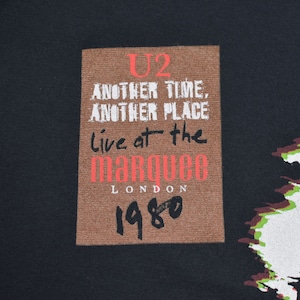 U2
ANOTHER TIME,
ANOTHER PLACE
Live at the
MARQUEE
LONDON
1980